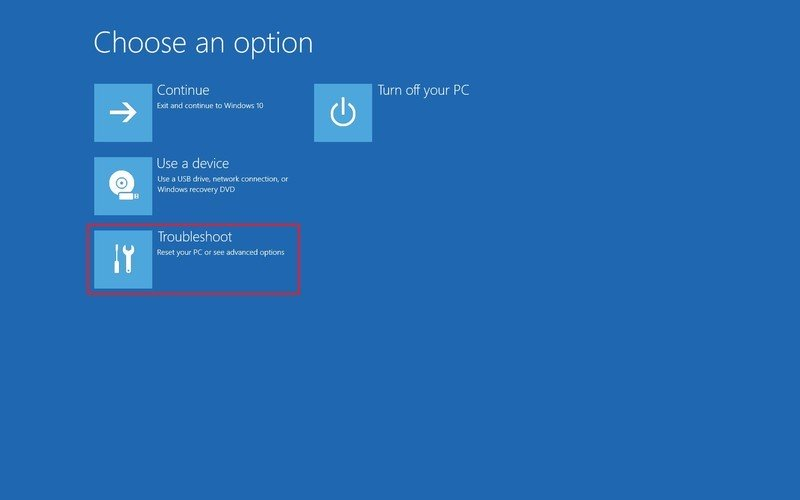 Choose an option
Continue
Exit and continue to Windows 10
Turn off your PC
Use a device
Use a USB drive, network connection, or
Windows recovery DVD
Troubleshoot
Reset your PC or see advanced options